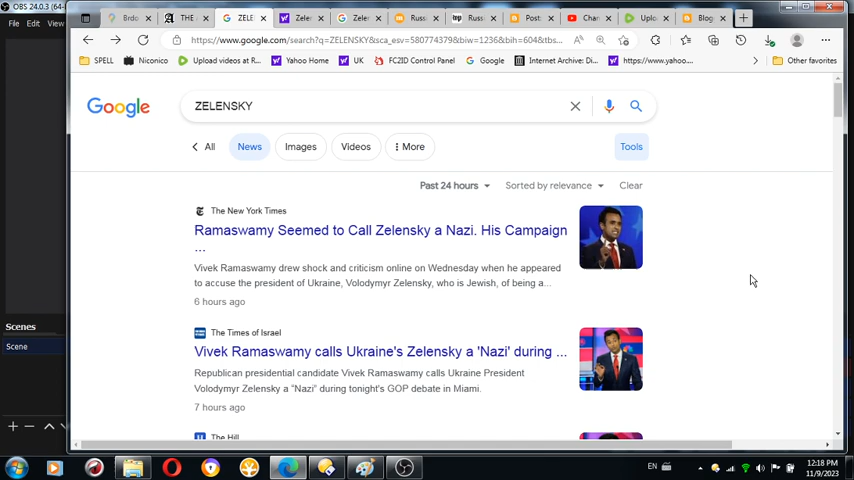 OBS 24.0.3 (64-
File Edit View
Brdo
THE
ZELE
Zeler
Zeler
Russi
Russi
Posts
Char
Uplo
Blog
https://www.google.com/search?q=ZELENSKY&sca_esv=580774379&biw=1236&bih=604&tbs...
SPELL
Niconico
Upload videos at R...
Yahoo Home
UK
FC2ID Control Panel
Google
Internet Archive: Di...
https://www.yahoo....
Other favorites
Google
ZELENSKY
All
News
Images
Videos
More
Tools
Past 24 hours
Sorted by relevance
Clear
The New York Times
Ramaswamy Seemed to Call Zelensky a Nazi. His Campaign
...
Vivek Ramaswamy drew shock and criticism online on Wednesday when he appeared
to accuse the president of Ukraine, Volodymyr Zelensky, who is Jewish, of being a...
6 hours ago
The Times of Israel
Vivek Ramaswamy calls Ukraine's Zelensky a 'Nazi' during ...
Republican presidential candidate Vivek Ramaswamy calls Ukraine President
Volodymyr Zelensky a "Nazi" during tonight's GOP debate in Miami.
7 hours ago
The Hill
Scenes
Scene
EN
12:18 PM
11/9/2023